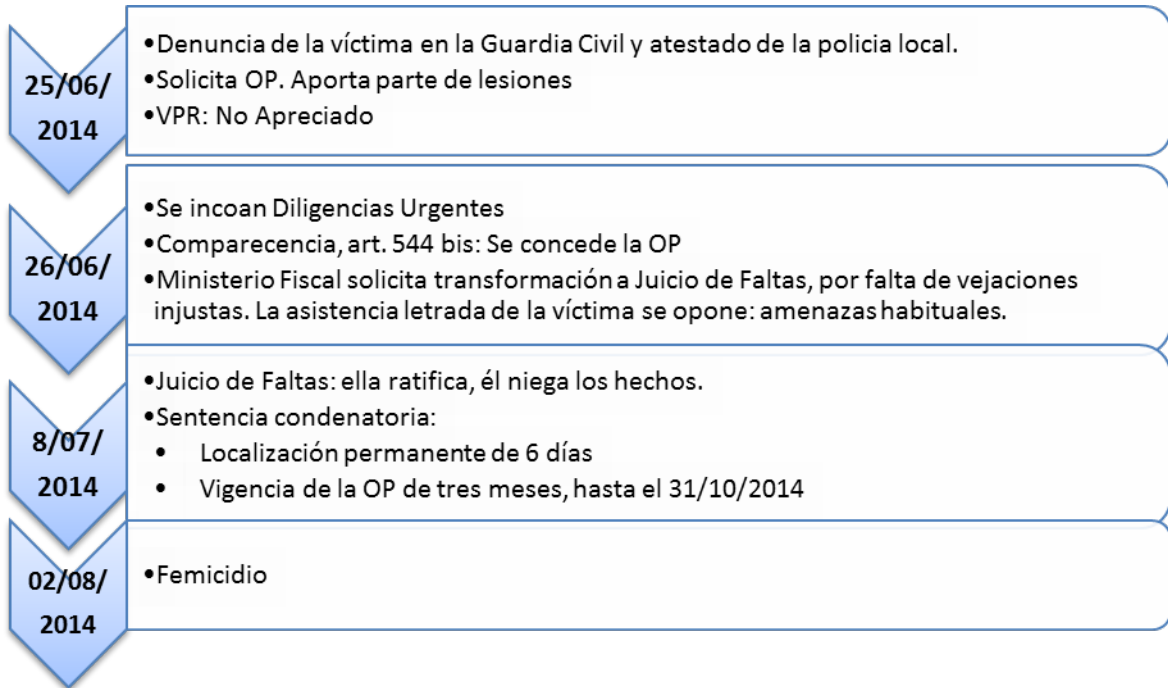 25/06/
2014
•Denuncia de la víctima en la Guardia Civil y atestado de la policia local.
•Solicita OP. Aporta parte de lesiones
•VPR: No Apreciado
26/06/
2014
•Se incoan Diligencias Urgentes
•Comparecencia, art. 544 bis: Se concede la OP
•Ministerio Fiscal solicita transformación a Juicio de Faltas, por falta de vejaciones
injustas. La asistencia letrada de la víctima se opone: amenazas habituales.
8/07/
2014
•Juicio de Faltas: ella ratifica, él niega los hechos.
•Sentencia condenatoria:
• Localización permanente de 6 días
• Vigencia de la OP de tres meses, hasta el 31/10/2014
02/08/
2014
•Femicidio